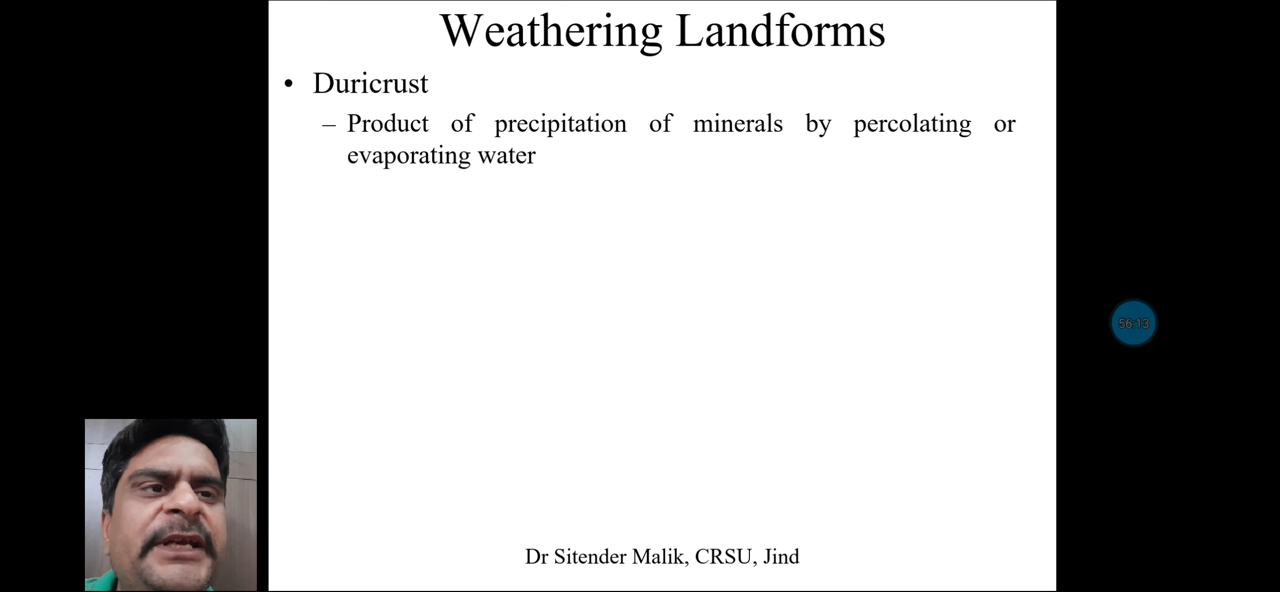 Weathering Landforms
• Duricrust
– Product of precipitation of minerals by percolating or
evaporating water
56:13
Dr Sitender Malik, CRSU, Jind